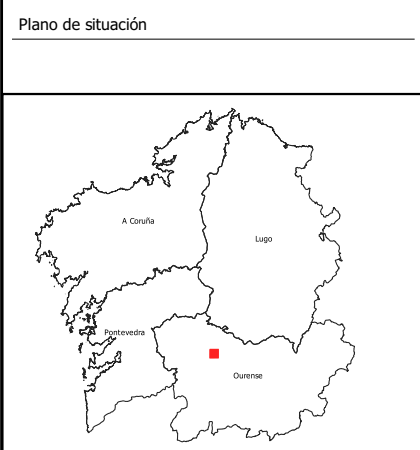 Plano de situación
A Coruña
Lugo
Pontevedra
Ourense